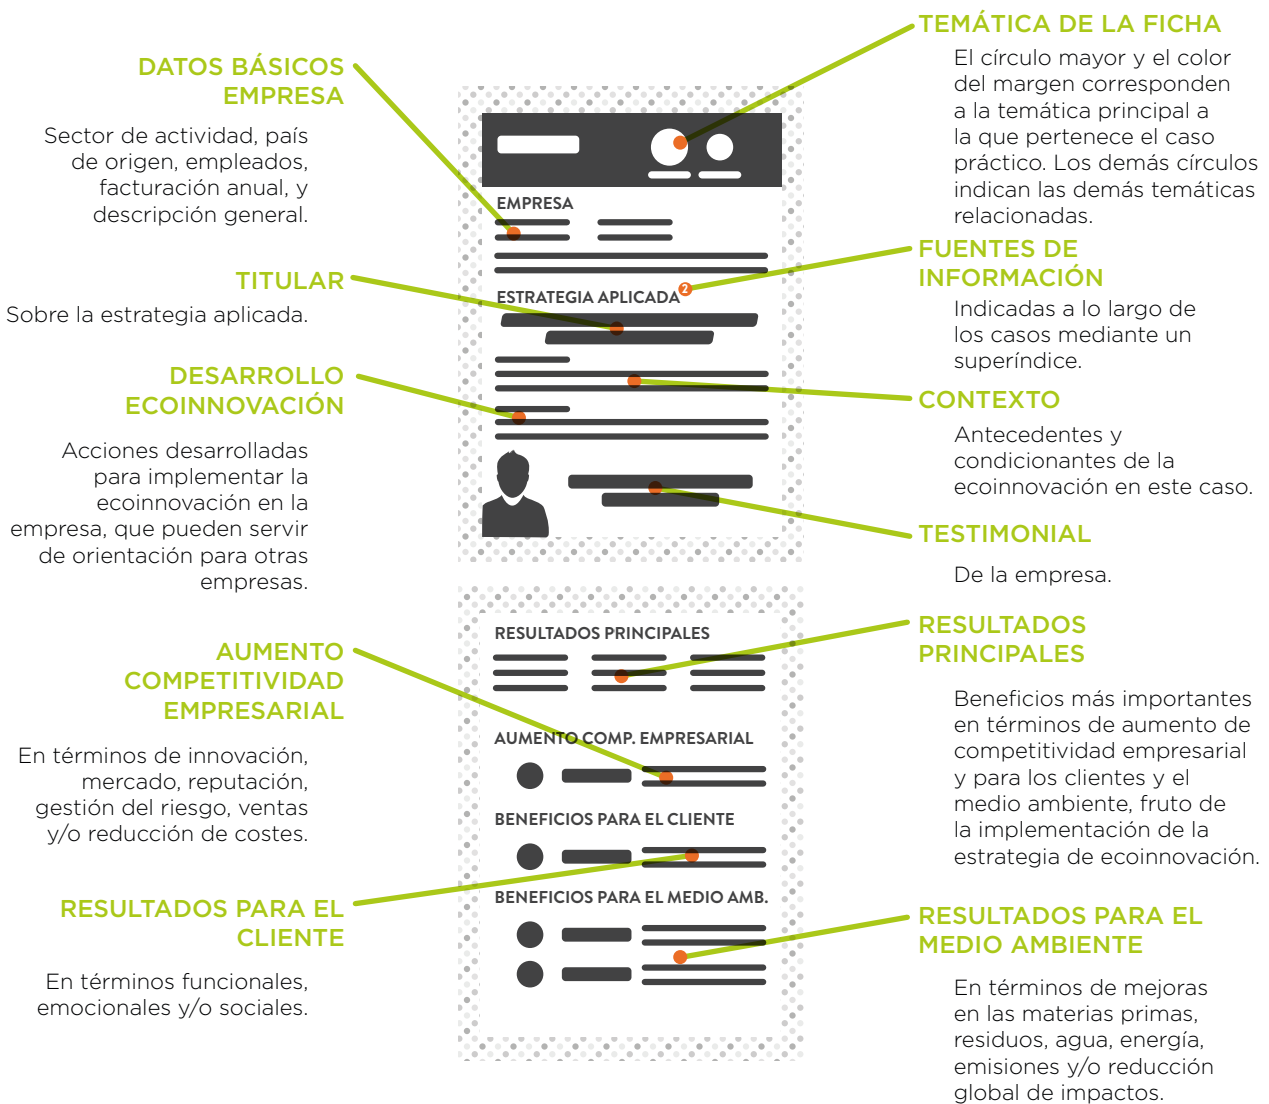 DATOS BÁSICOS
EMPRESA
Sector de actividad, país
de origen, empleados,
facturación anual, y
descripción general.
TITULAR
Sobre la estrategia aplicada.
DESARROLLO
ECOINNOVACIÓN
Acciones desarrolladas
para implementar la
ecoinnovación en la
empresa, que pueden servir
de orientación para otras
empresas.
AUMENTO
COMPETITIVIDAD
EMPRESARIAL
En términos de innovación,
mercado, reputación,
gestión del riesgo, ventas
y/o reducción de costes.
RESULTADOS PARA EL
CLIENTE
En términos funcionales,
emocionales y/o sociales.
EMPRESA
ESTRATEGIA APLICADA 2
RESULTADOS PRINCIPALES
AUMENTO COMP. EMPRESARIAL
BENEFICIOS PARA EL CLIENTE
BENEFICIOS PARA EL MEDIO AMB.
TEMÁTICA DE LA FICHA
El círculo mayor y el color
del margen corresponden
a la temática principal a
la que pertenece el caso
práctico. Los demás círculos
indican las demás temáticas
relacionadas.
FUENTES DE
INFORMACIÓN
Indicadas a lo largo de
los casos mediante un
superíndice.
CONTEXTO
Antecedentes y
condicionantes de la
ecoinnovación en este caso.
TESTIMONIAL
De la empresa.
RESULTADOS
PRINCIPALES
Beneficios más importantes
en términos de aumento de
competitividad empresarial
y para los clientes y el
medio ambiente, fruto de
la implementación de la
estrategia de ecoinnovación.
RESULTADOS PARA EL
MEDIO AMBIENTE
En términos de mejoras
en las materias primas,
residuos, agua, energía,
emisiones y/o reducción
global de impactos.